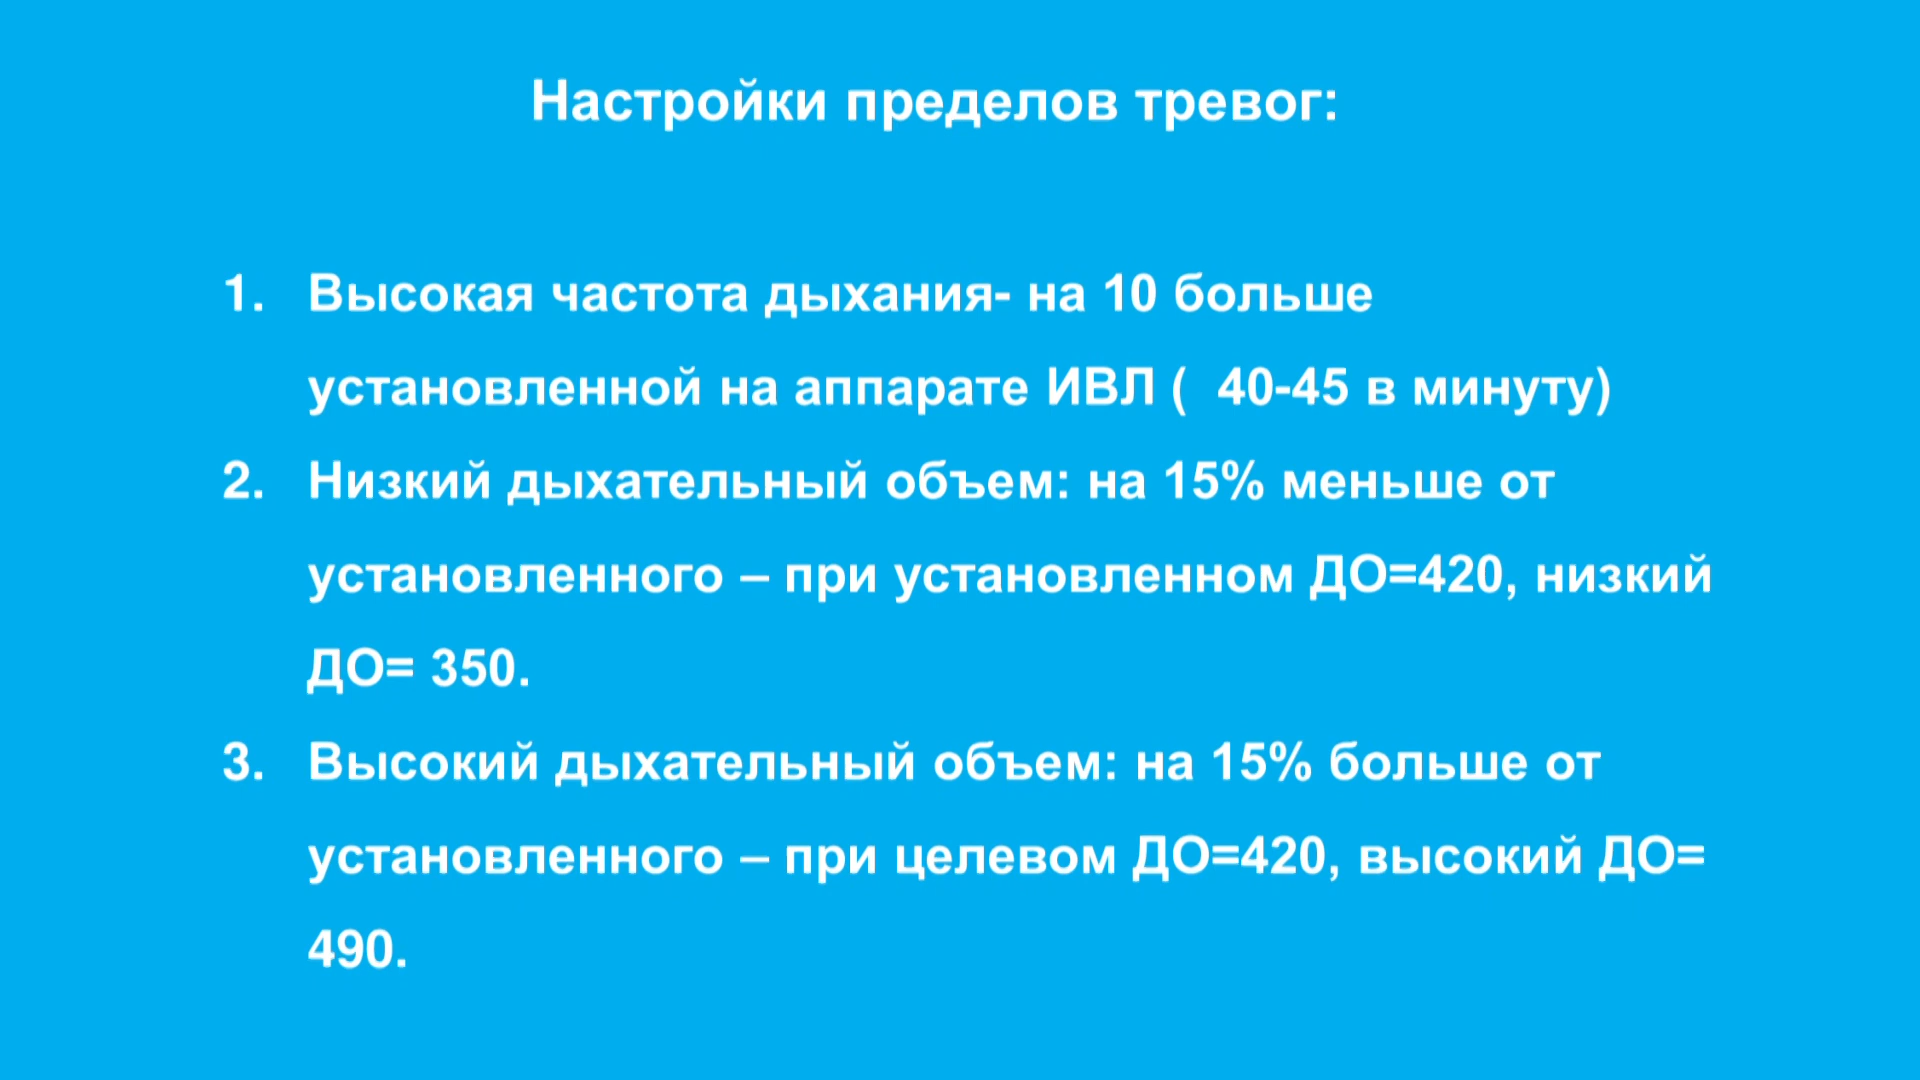 Настройки пределов тревог:
1. Высокая частота дыхания- на 10 больше
установленной на аппарате ИВЛ (  40-45 в минуту)
2. Низкий дыхательный объем: на 15% меньше от
установленного – при установленном ДО=420, низкий
ДО= 350.
3. Высокий дыхательный объем: на 15% больше от
установленного – при целевом ДО=420, высокий ДО=
490.